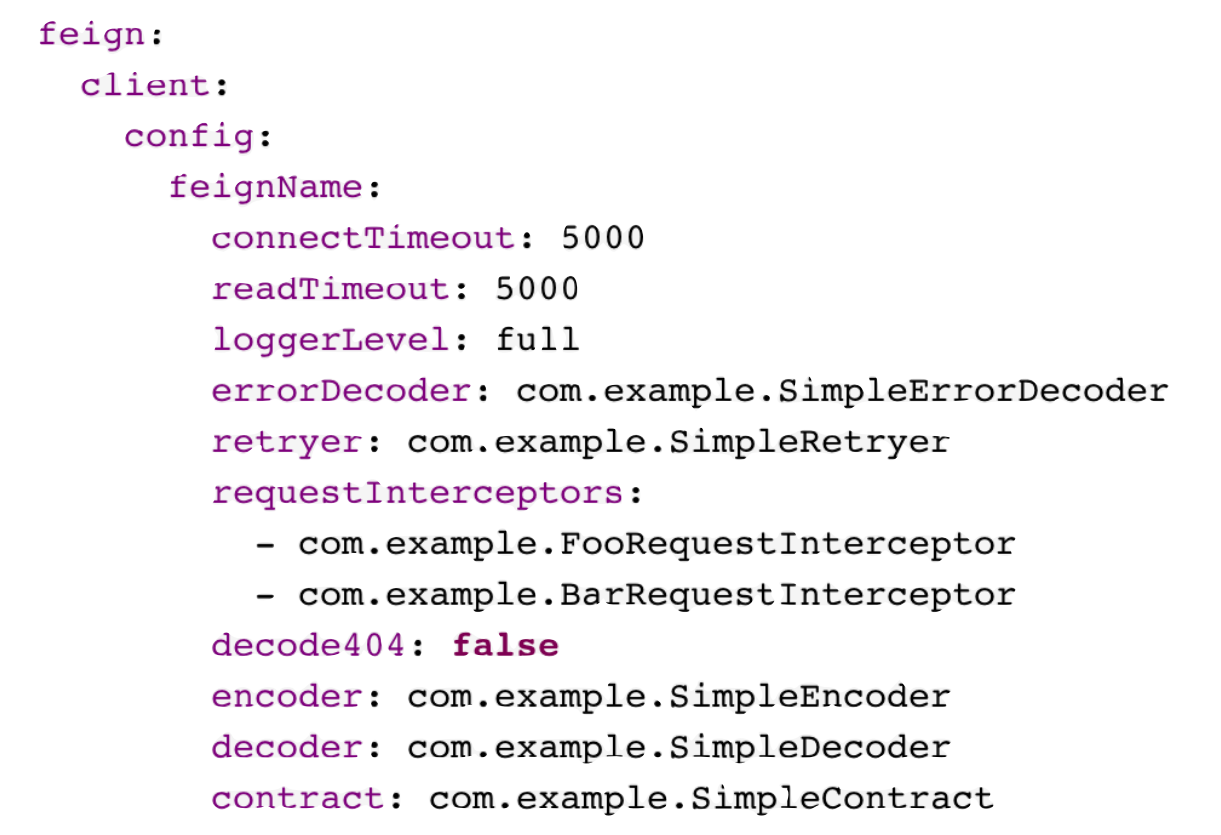 feign:
  client:
    config:
      feignName:
        connectTimeout: 5000
        readTimeout: 5000
        loggerLevel: full
        errorDecoder: com.example.SimpleErrorDecoder
        retryer: com.example.SimpleRetryer
        requestInterceptors:
          - com.example.FooRequestInterceptor
          - com.example.BarRequestInterceptor
        decode404: false
        encoder: com.example.SimpleEncoder
        decoder: com.example.SimpleDecoder
        contract: com.example.SimpleContract